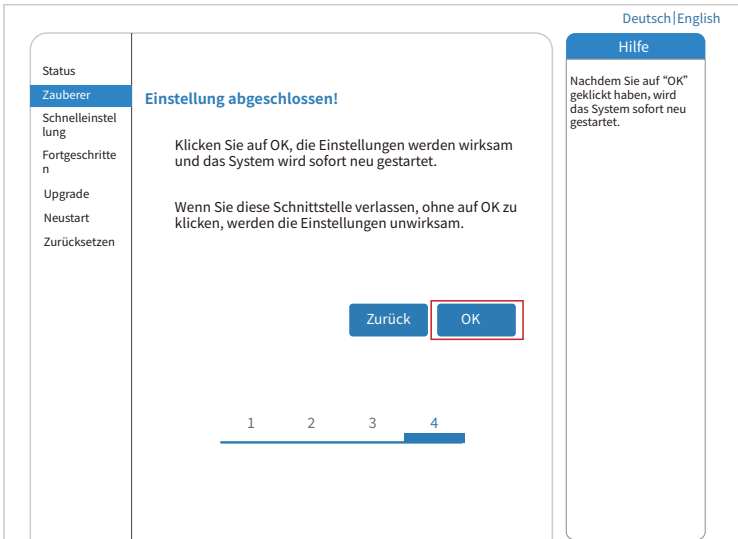 Deutsch|English
Status
Zauberer
Schnelleinstel
lung
Fortgeschritte
n
Upgrade
Neustart
Zurücksetzen
Einstellung abgeschlossen!
Klicken Sie auf OK, die Einstellungen werden wirksam
und das System wird sofort neu gestartet.
Wenn Sie diese Schnittstelle verlassen, ohne auf OK zu
klicken, werden die Einstellungen unwirksam.
Zurück OK
1 2 3 4
Hilfe
Nachdem Sie auf “OK”
geklickt haben, wird
das System sofort neu
gestartet.